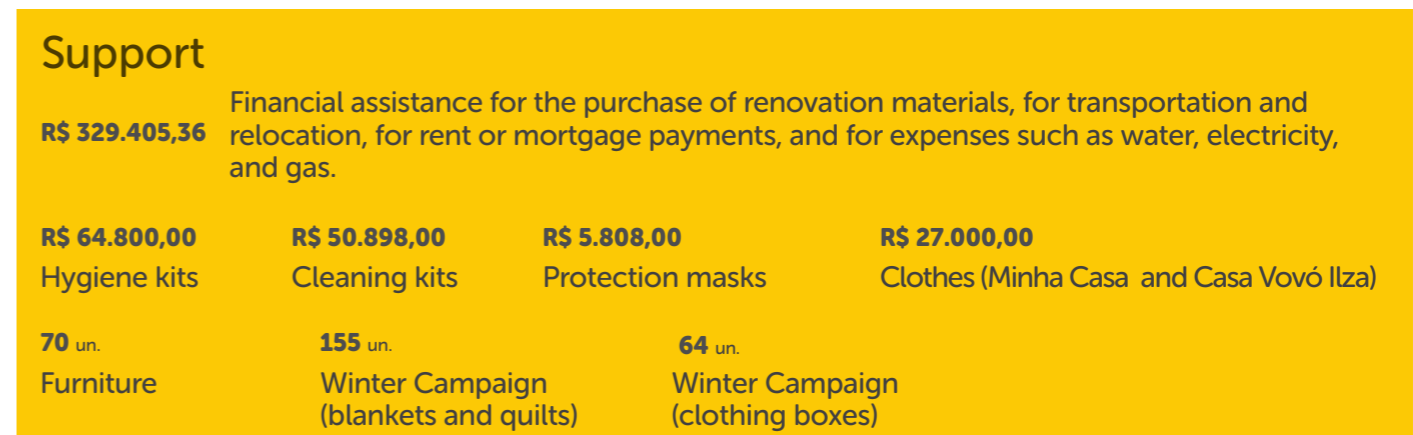 Support
Financial assistance for the purchase of renovation materials, for transportation and
R$ 329.405,36 relocation, for rent or mortgage payments, and for expenses such as water, electricity,
and gas.
R$ 64.800,00 R$ 50.898,00 R$ 5.808,00 R$ 27.000,00
Hygiene kits Cleaning kits Protection masks Clothes (Minha Casa and Casa Vovó Ilza)
70 un. 155 un. 64 un.
Furniture Winter Campaign Winter Campaign
(blankets and quilts) (clothing boxes)